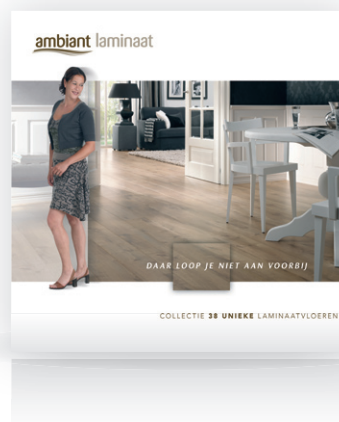 ambiant laminaat
DAAR LOOP JE NIET AAN VOORBIJ
COLLECTIE 38 UNIEKE LAMINAATVLOEREN